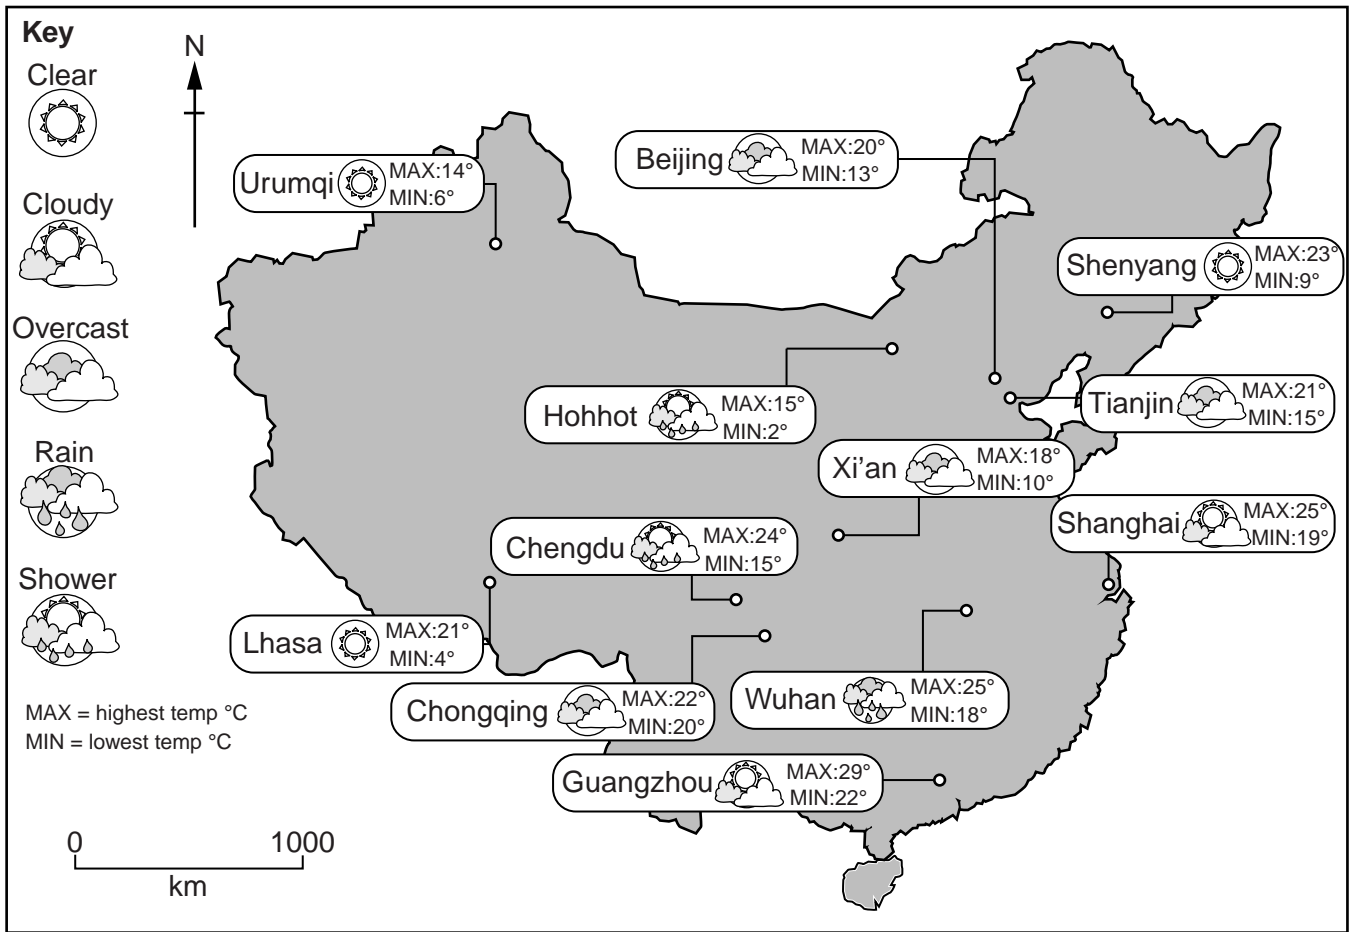 Key
Clear
Cloudy
Overcast
Rain
Shower
MAX = highest temp °C
MIN = lowest temp °C
0 1000
km
N
Urumqi MAX:14°
MIN:6°
Beijing MAX:20°
MIN:13°
Shenyang MAX:23°
MIN:9°
Hohhot MAX:15°
MIN:2°
Tianjin MAX:21°
MIN:15°
Xi’an MAX:18°
MIN:10°
Shanghai MAX:25°
MIN:19°
Chengdu MAX:24°
MIN:15°
Lhasa MAX:21°
MIN:4°
Chongqing MAX:22°
MIN:20°
Wuhan MAX:25°
MIN:18°
Guangzhou MAX:29°
MIN:22°